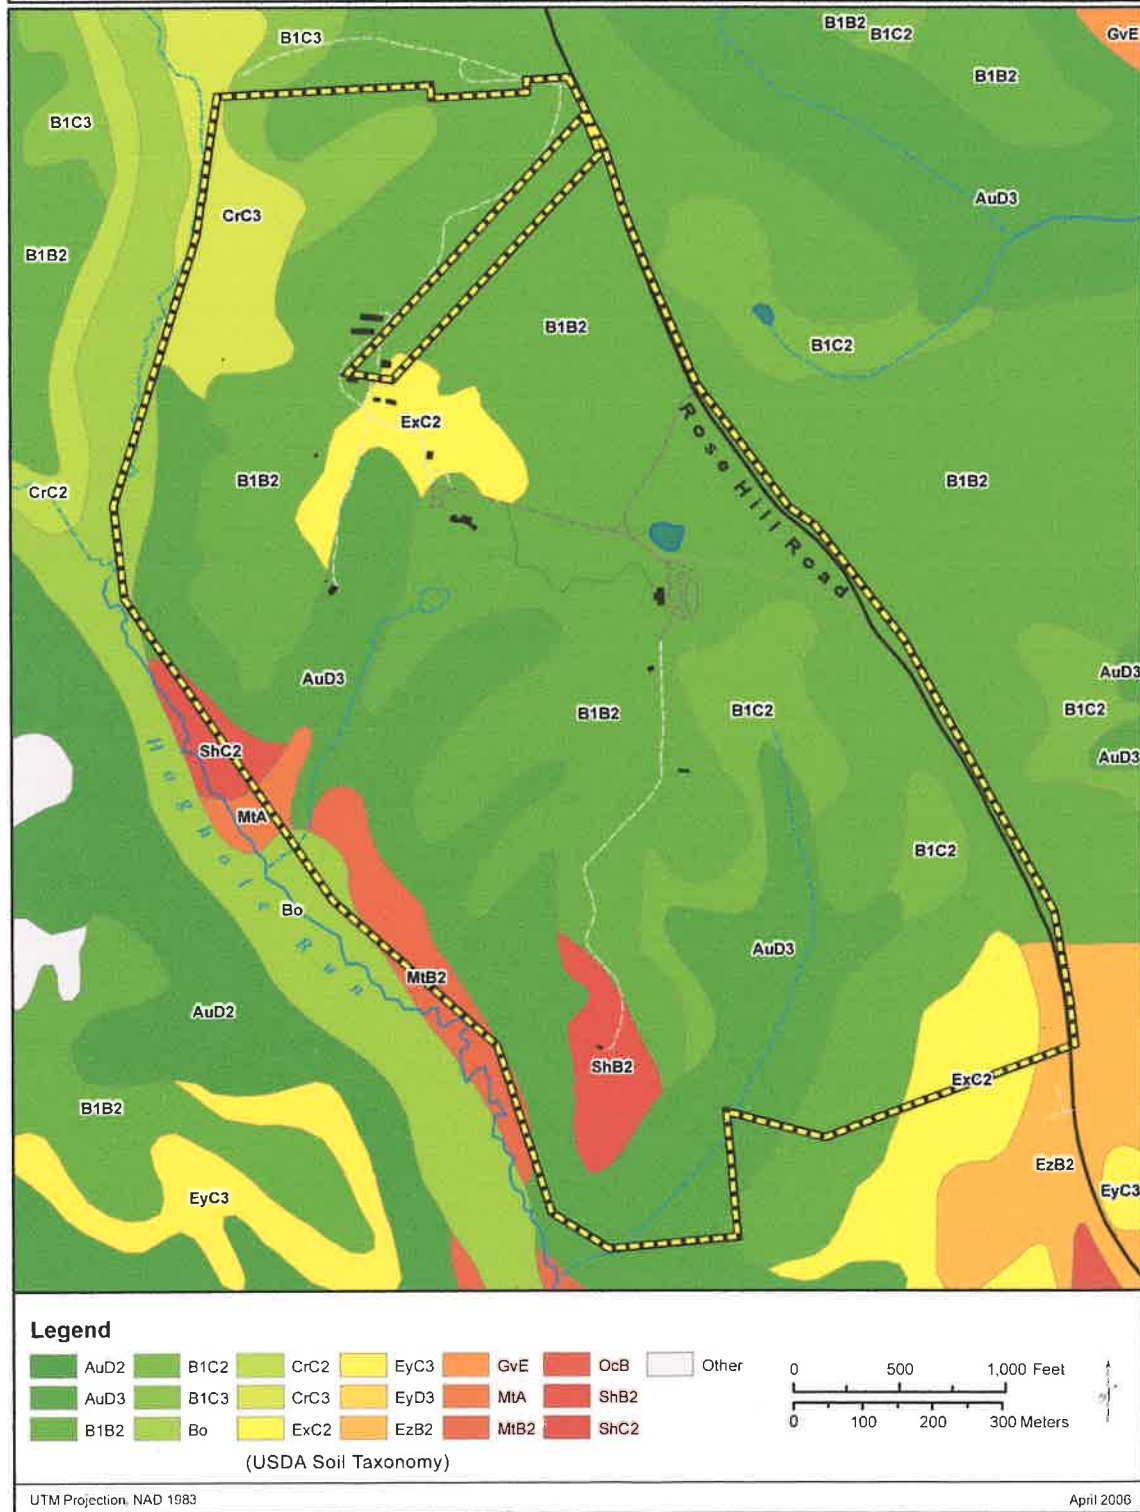 B1B2
B1C2
GvE
B1C3
B1B2
B1C3
CrC3
AuD3
B1B2
B1B2
B1C2
ExC2
Rose Hill Road
B1B2
B1B2
CrC2
AuD3
AuD3
B1B2
B1C2
B1C2
ShC2
AuD3
Hoghole Run
MtA
B1C2
Bo
AuD3
MtB2
AuD2
ShB2
ExC2
B1B2
EzB2
EyC3
EyC3
Legend
AuD2 B1C2 CrC2 EyC3 GvE OcB Other
AuD3 B1C3 CrC3 EyD3 MtA ShB2
B1B2 Bo ExC2 EzB2 MtB2 ShC2
(USDA Soil Taxonomy)
0 500 1,000 Feet
0 100 200 300 Meters
UTM Projection, NAD 1983
April 2006